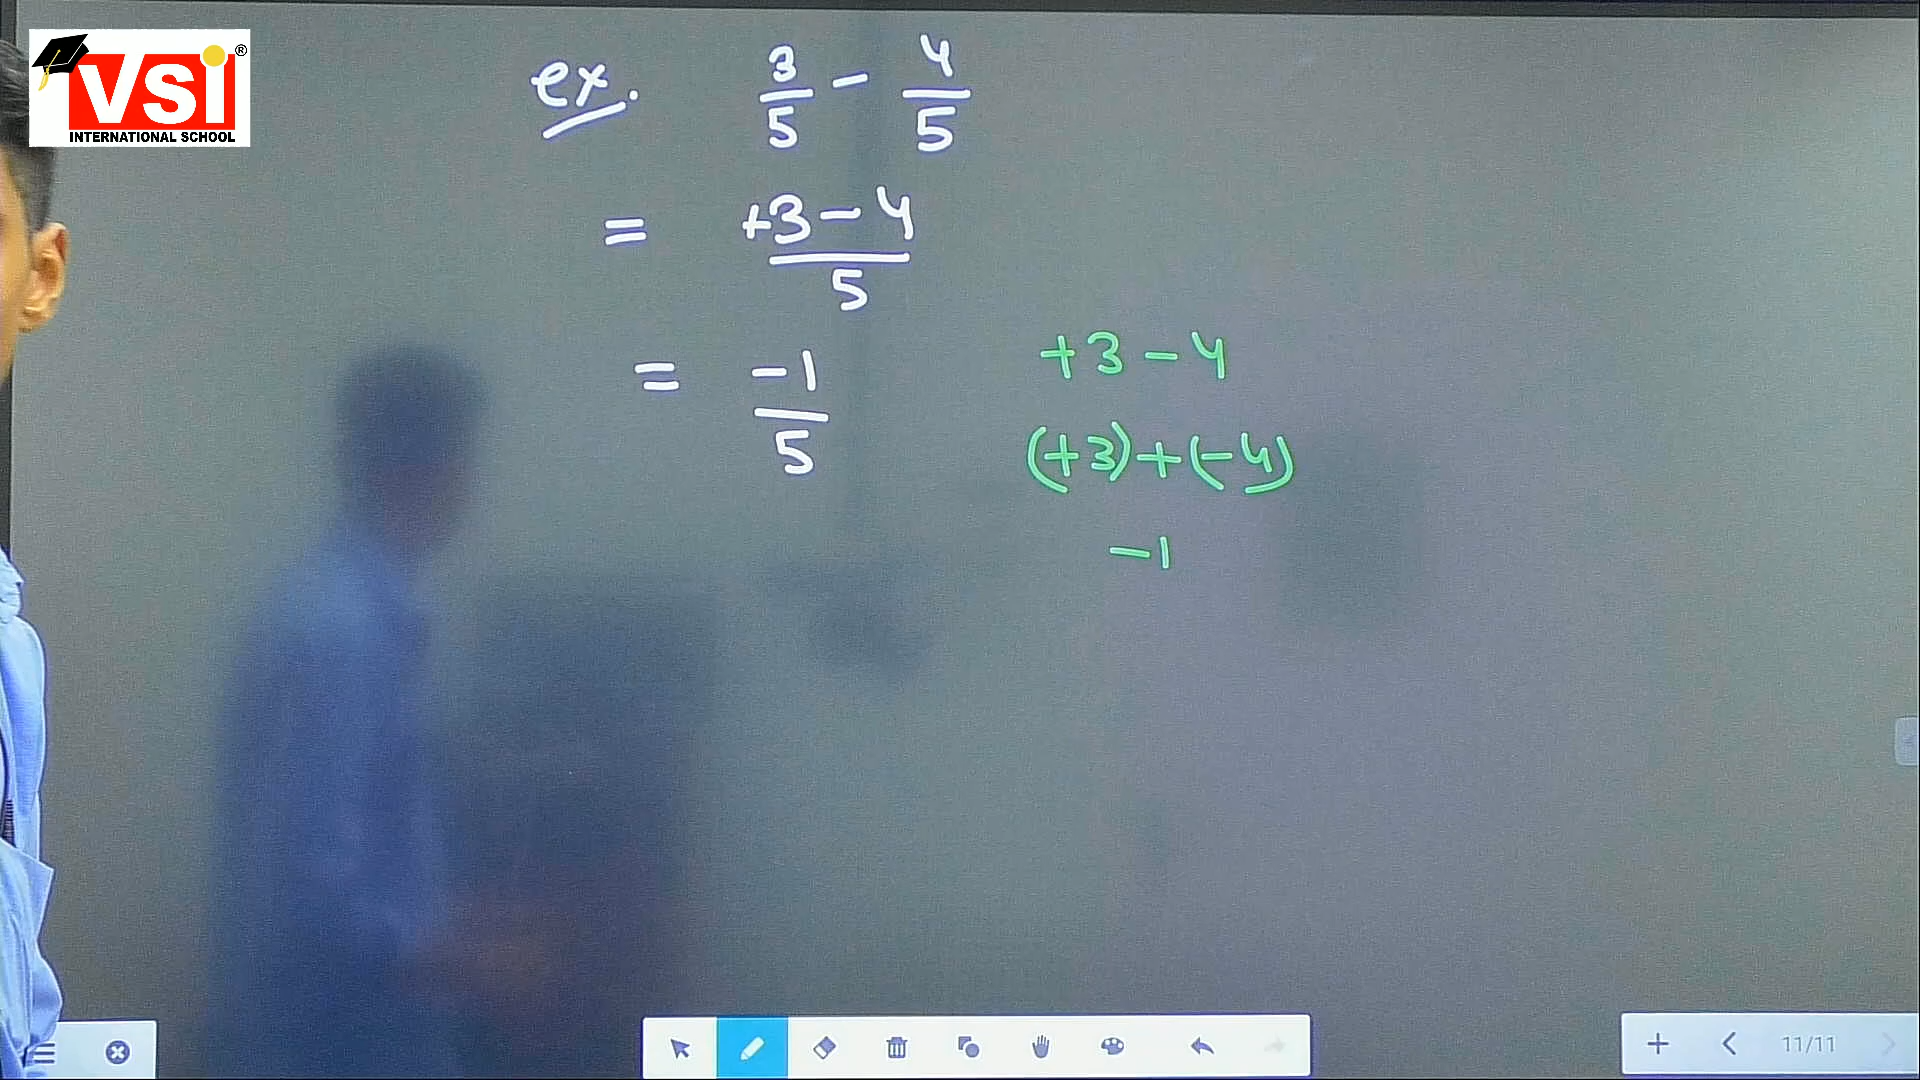 VSI ®
INTERNATIONAL SCHOOL
ex. 3/5 - 4/5
= +3-4/5
= -1/5
+3-4
(+3)+(-4)
-1
11/11